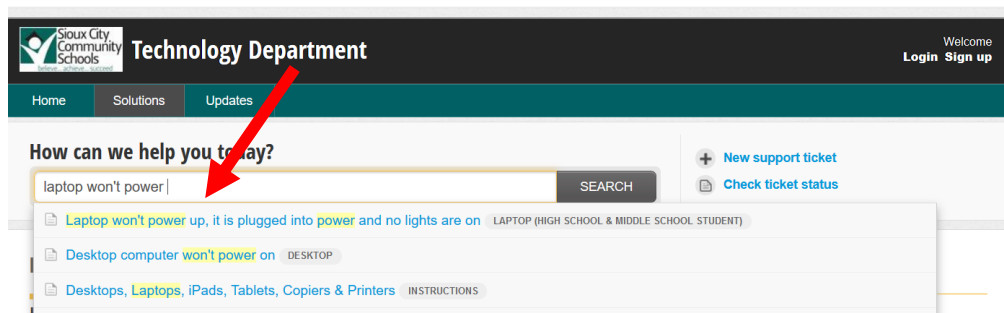 Sioux City
Community
Schools
believe...achieve...succeed
Technology Department
Welcome
Login Sign up
Home Solutions Updates
How can we help you today?
laptop won't power
SEARCH
New support ticket
Check ticket status
Laptop won't power up, it is plugged into power and no lights are on LAPTOP (HIGH SCHOOL & MIDDLE SCHOOL STUDENT)
Desktop computer won't power on DESKTOP
Desktops, Laptops, iPads, Tablets, Copiers & Printers INSTRUCTIONS